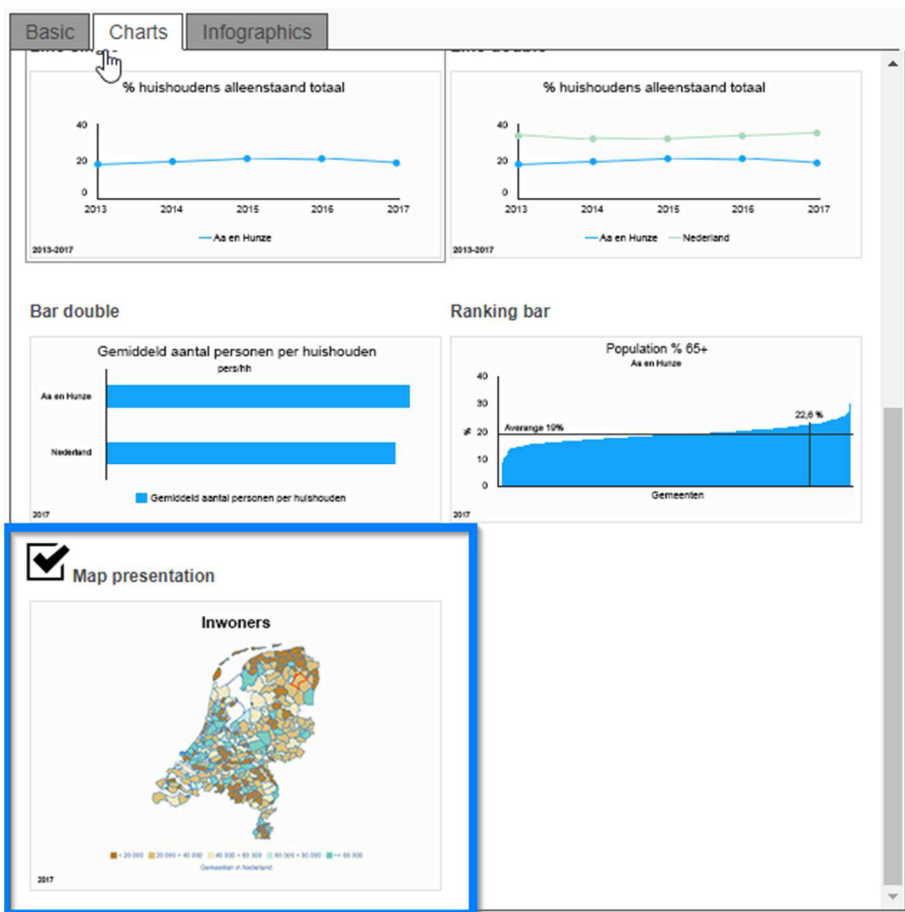 Basic Charts Infographics
% huishoudens alleenstaand totaal
40
20
0
2013 2014 2015 2016 2017
Aa en Hunze
2013-2017
% huishoudens alleenstaand totaal
40
20
0
2013 2014 2015 2016 2017
Aa en Hunze Nederland
2013-2017
Bar double
Gemiddeld aantal personen per huishouden
pers/hh
Aa en Hunze
Nederland
Gemiddeld aantal personen per huishouden
2017
Ranking bar
Population % 65+
Aa en Hunze
40
30
% 20
10
0
Averange 19%
22,6 %
Gemeenten
2017
Map presentation
Inwoners
Gemeenten in Nederland
2017